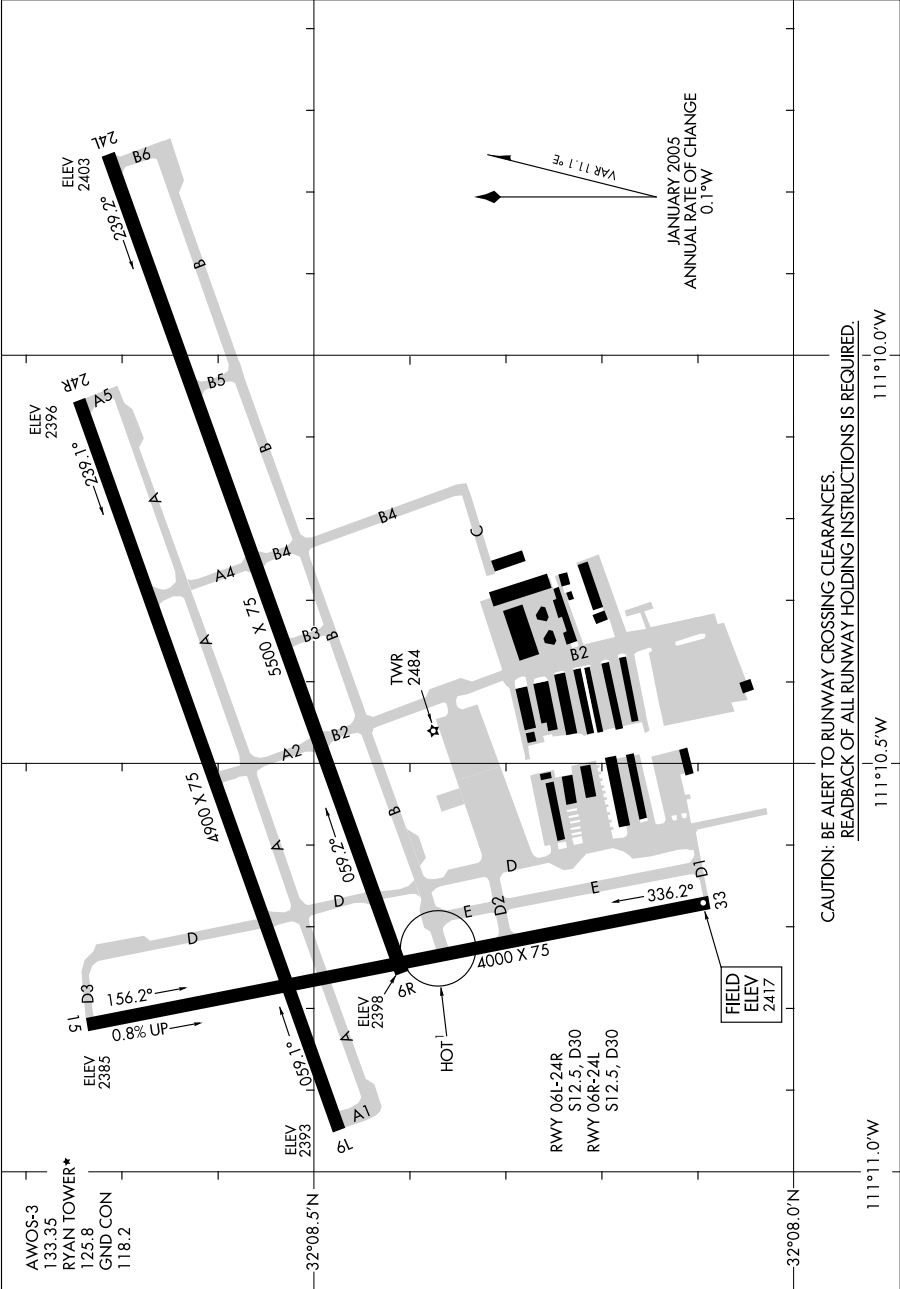 AWOS-3
133.35
RYAN TOWER★
125.8
GND CON
118.2
ELEV
2403
24L
B6
239.2°
B
ELEV
2396
24R
A5
239.1°
B5
A
B
B4
C
A4
B4
A
5500 X 75
B3
B
B2
TWR
2484
A2
B2
4900 X 75
A
B
059.2°
D
D
D
E
E
D2
D1
336.2°
33
D3
15
156.2°
0.8% UP
ELEV
2385
6R
ELEV
2398
4000 X 75
FIELD
ELEV
2417
HOT¹
059.1°
A
A1
6L
ELEV
2393
RWY 06L-24R
S12.5, D30
RWY 06R-24L
S12.5, D30
VAR 11.1°E
JANUARY 2005
ANNUAL RATE OF CHANGE
0.1°W
32°08.5'N
32°08.0'N
111°11.0'W
111°10.5'W
111°10.0'W
CAUTION: BE ALERT TO RUNWAY CROSSING CLEARANCES.
READBACK OF ALL RUNWAY HOLDING INSTRUCTIONS IS REQUIRED.